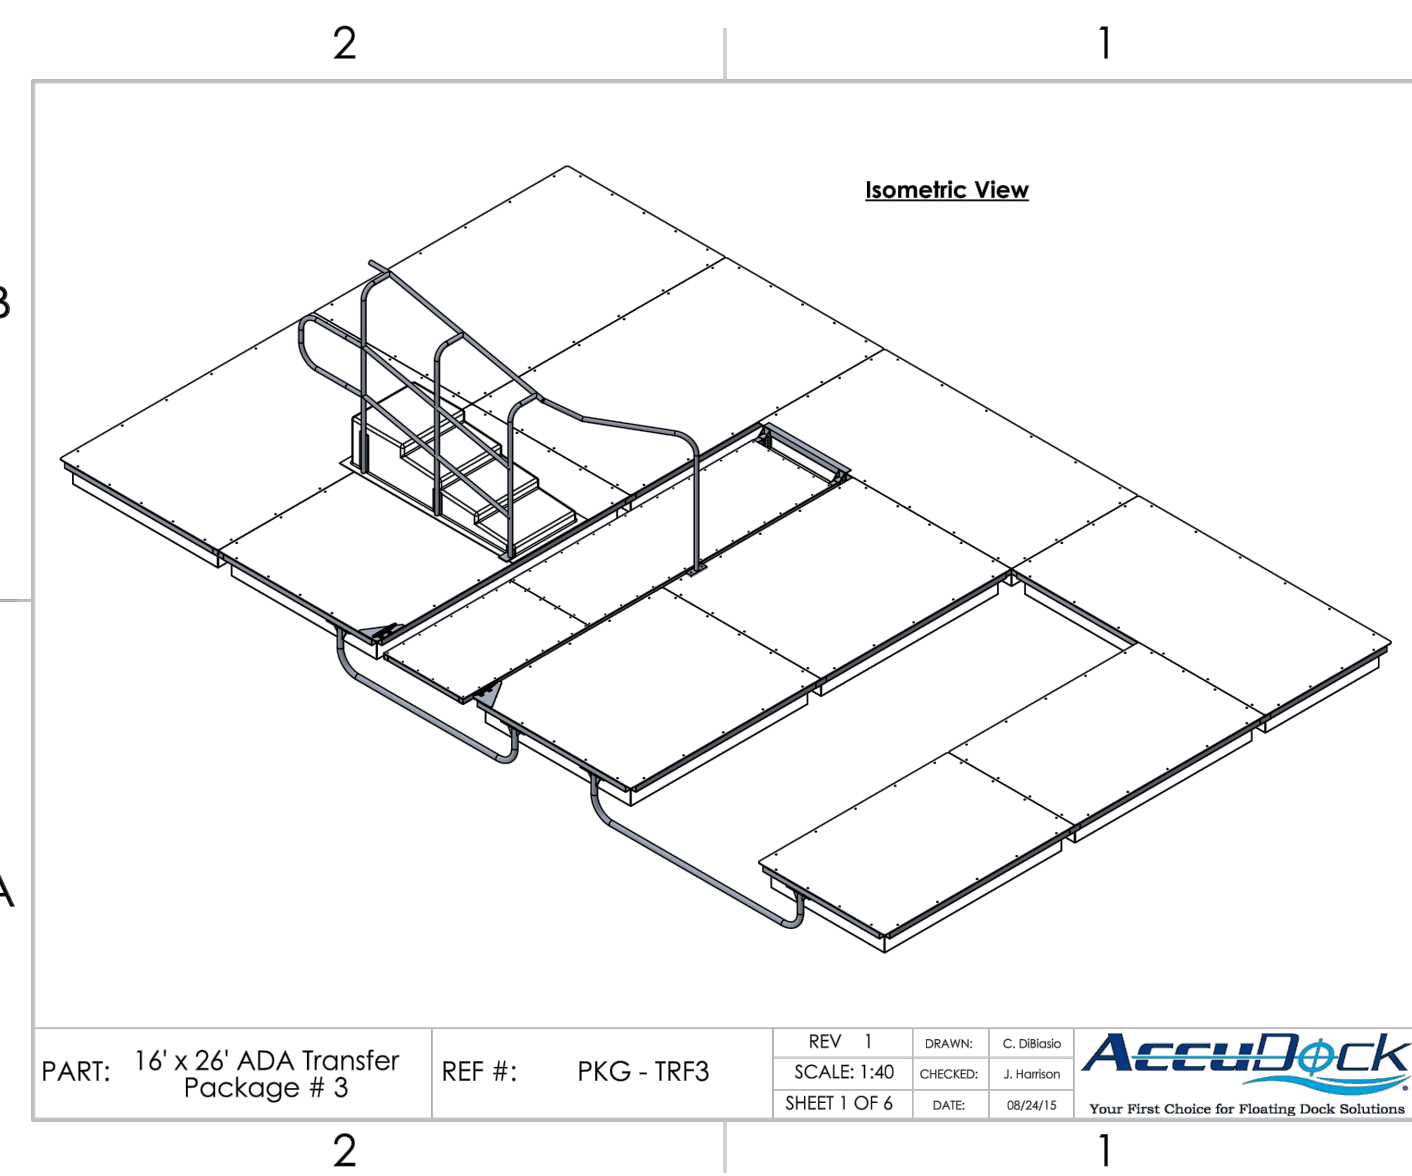 2
1
B
Isometric View
A
PART:
16' x 26' ADA Transfer
Package # 3
REF #:
PKG - TRF3
REV 1
DRAWN:
C. DiBiasio
SCALE: 1:40
CHECKED:
J. Harrison
SHEET 1 OF 6
DATE:
08/24/15
AccuDock
Your First Choice for Floating Dock Solutions
2
1